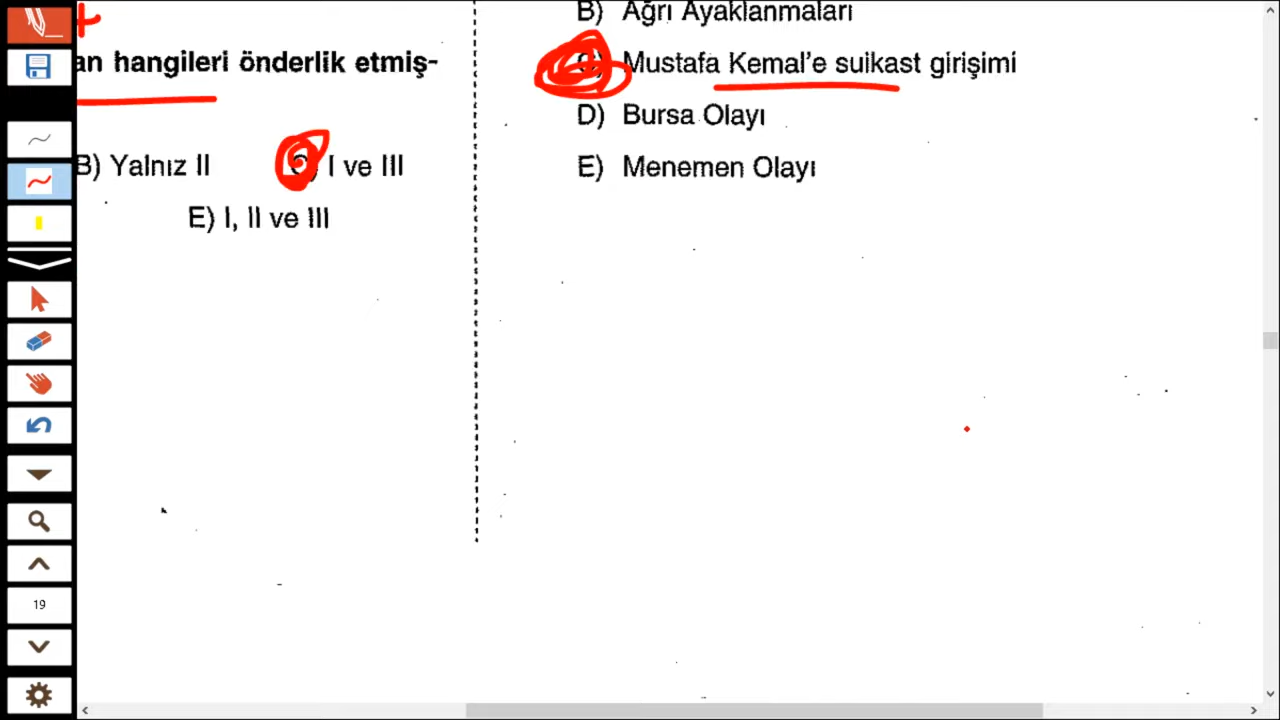 an hangileri önderlik etmiş-
B) Yalnız II
C) I ve III
E) I, II ve III
B) Ağrı Ayaklanmaları
C) Mustafa Kemal'e suikast girişimi
D) Bursa Olayı
E) Menemen Olayı
19